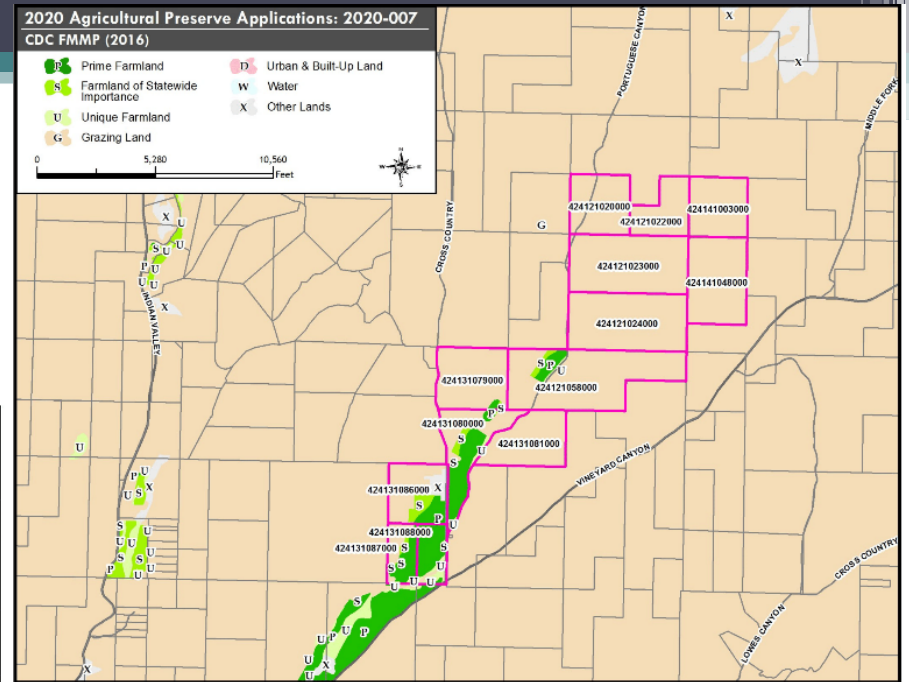 2020 Agricultural Preserve Applications: 2020-007
CDC FMMP (2016)
P Prime Farmland
S Farmland of Statewide
Importance
U Unique Farmland
G Grazing Land
D Urban & Built-Up Land
W Water
X Other Lands
0 5,280 10,560
Feet
N
W E
S
X
X
PORTUGUESE CANYON
MIDDLE FORK
CROSS COUNTRY
INDIAN VALLEY
G
424121020000
424121022000
424141003000
424121023000
424141048000
424121024000
X
U
S
U
U
P
U
U
U
X
S
P
U
424121058000
424131079000
P
S
424131080000
S
U
S
424131081000
VINEYARD CANYON
U
424131086000
X
S
P
U
424131088000
424131087000
S
S
S
S
U
U
U
U
P
U
X
U
S
S
U
U
U
U
S
S
U
P
U
S
U
P
U
P
U
X
U
X
CROSS COUNTRY
LOWES CANYON